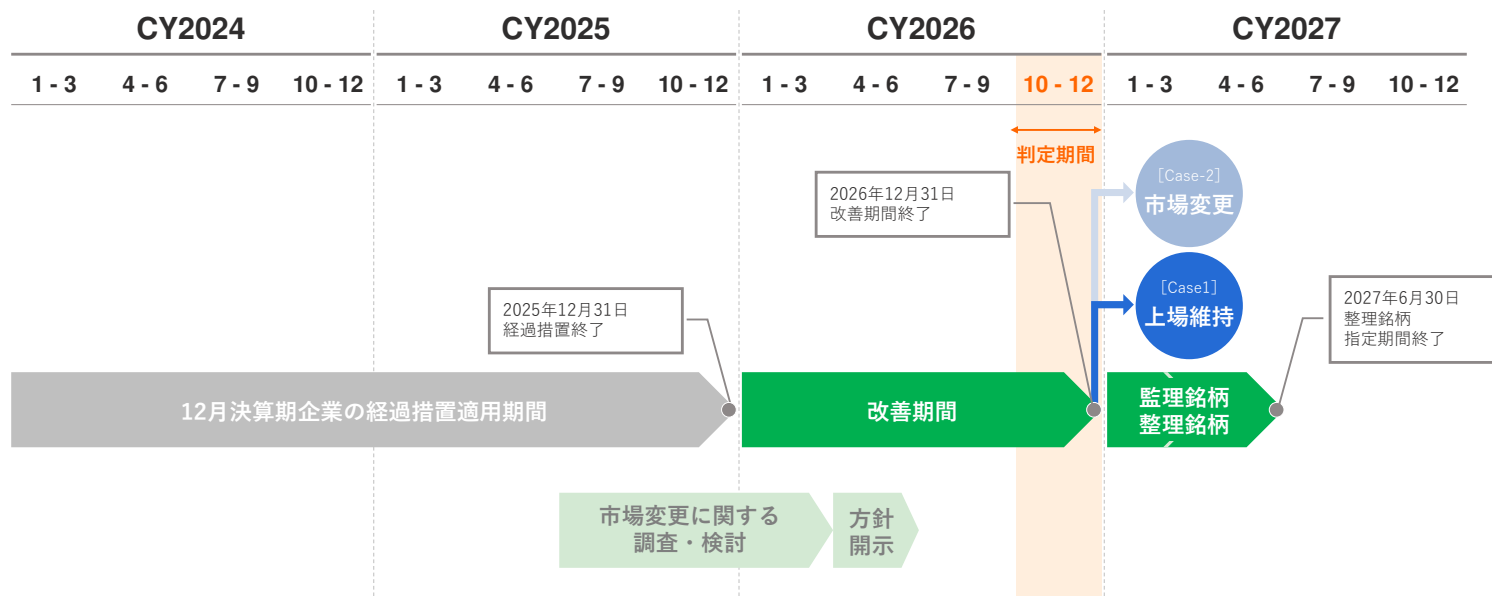 CY2024 CY2025 CY2026 CY2027
1 - 3 4 - 6 7 - 9 10 - 12 1 - 3 4 - 6 7 - 9 10 - 12 1 - 3 4 - 6 7 - 9 10 - 12 1 - 3 4 - 6 7 - 9 10 - 12
判定期間
2026年12月31日
改善期間終了
[Case-2]
市場変更
2025年12月31日
経過措置終了
[Case1]
上場維持
2027年6月30日
整理銘柄
指定期間終了
12月決算期企業の経過措置適用期間
改善期間
監理銘柄
整理銘柄
市場変更に関する
調査・検討
方針
開示